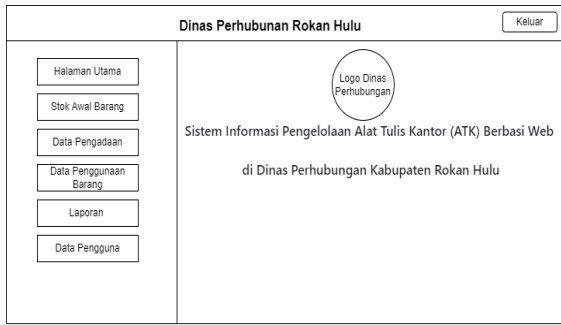 Dinas Perhubunan Rokan Hulu
Keluar
Halaman Utama
Stok Awal Barang
Data Pengadaan
Data Penggunaan
Barang
Laporan
Data Pengguna
Logo Dinas
Perhubungan
Sistem Informasi Pengelolaan Alat Tulis Kantor (ATK) Berbasi Web
di Dinas Perhubungan Kabupaten Rokan Hulu